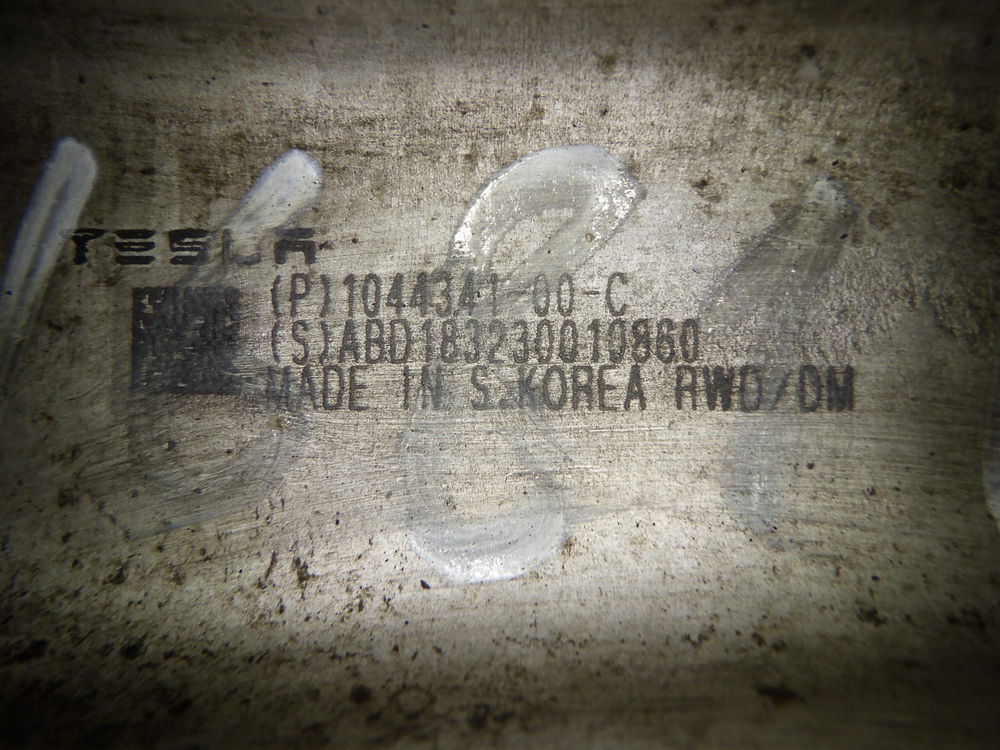 TESLA
(P)1044341-00-C
(S)ABD183230010860
MADE IN S.KOREA RWD/DM